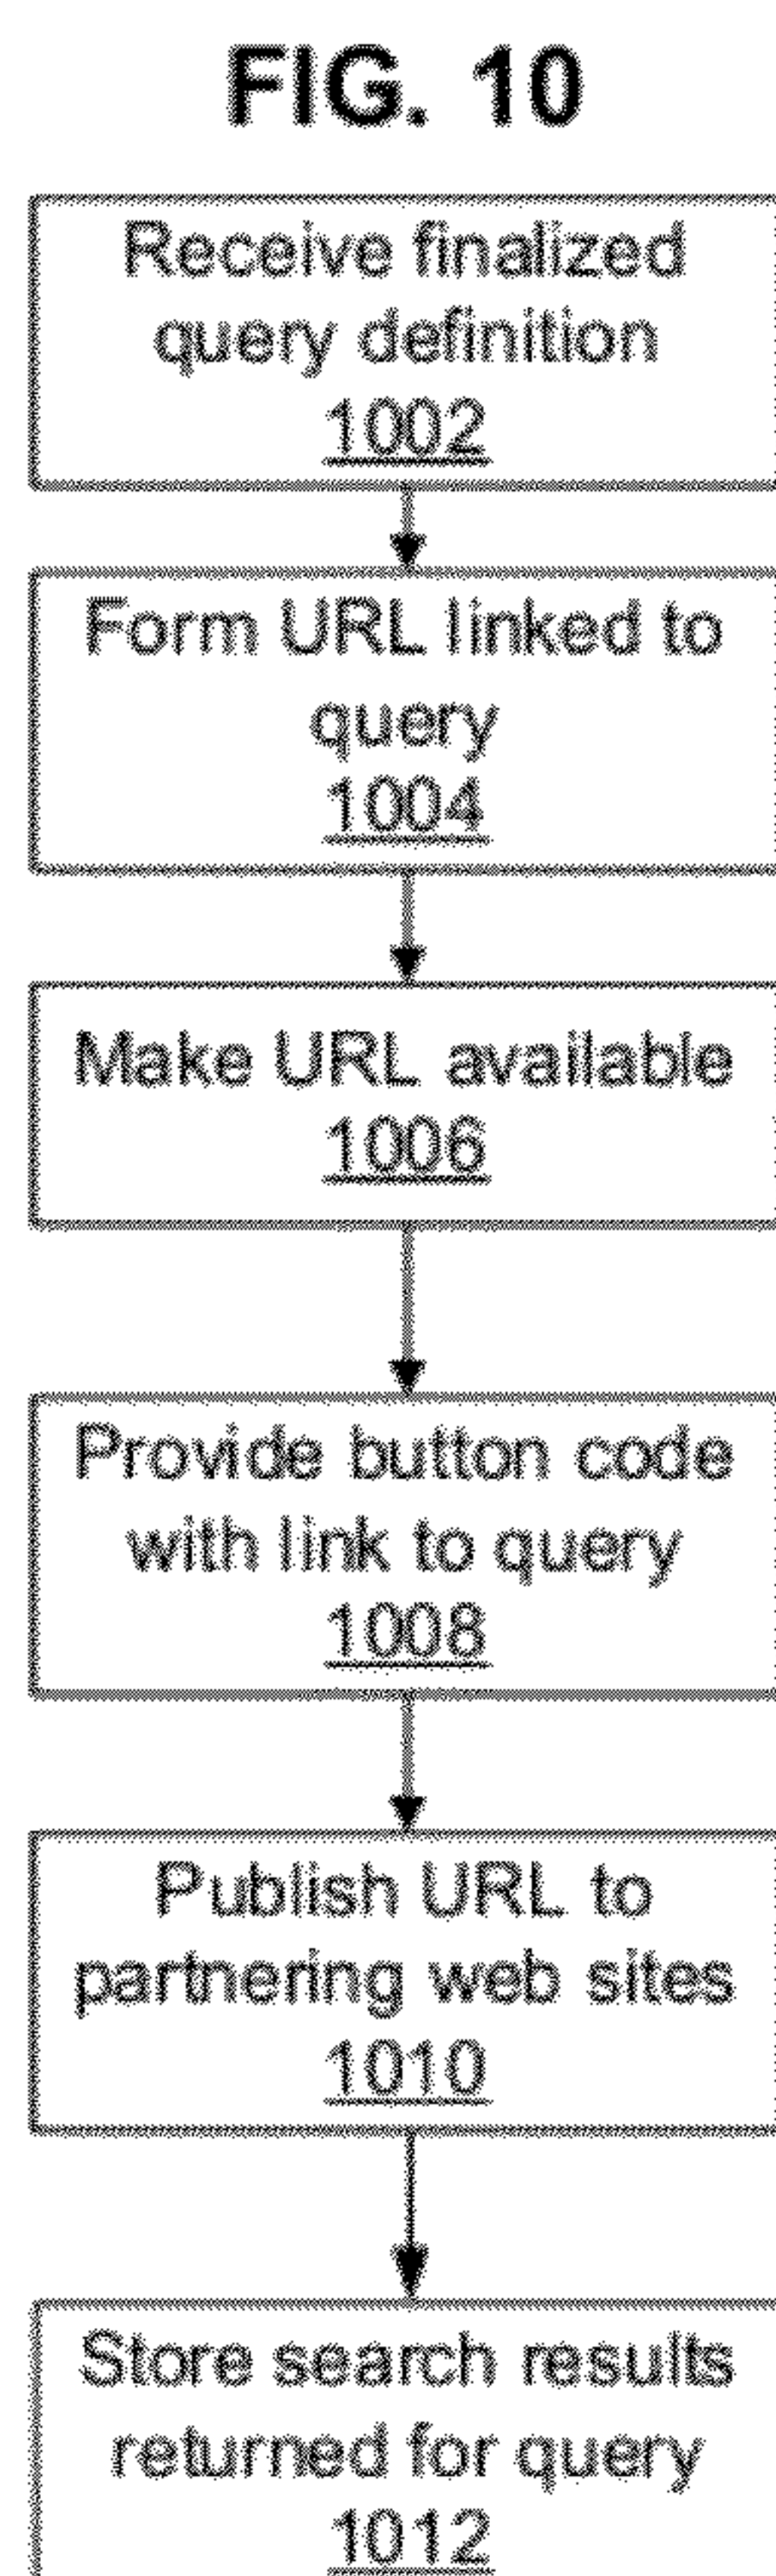 FIG. 10
Receive finalized
query definition
1002
Form URL linked to
query
1004
Make URL available
1006
Provide button code
with link to query
1008
Publish URL to
partnering web sites
1010
Store search results
returned for query
1012